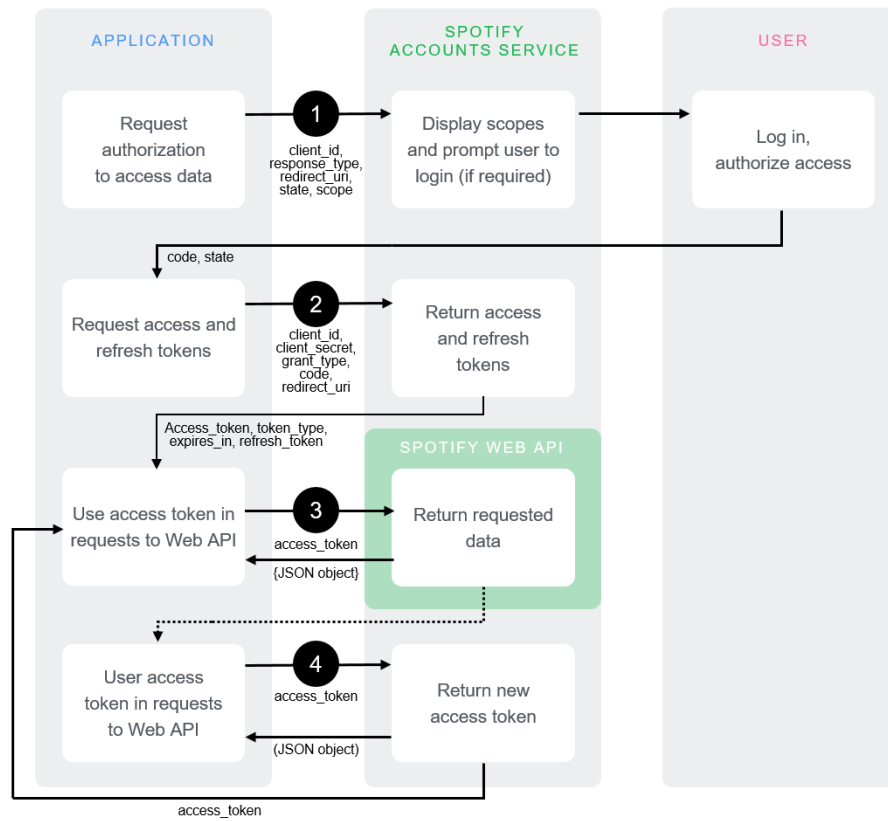 APPLICATION
SPOTIFY
ACCOUNTS SERVICE
USER
Request
authorization
to access data
1
client_id,
response_type,
redirect_uri,
state, scope
Display scopes
and prompt user to
login (if required)
Log in,
authorize access
code, state
Request access and
refresh tokens
2
client_id,
client_secret,
grant_type,
code,
redirect_uri
Return access
and refresh
tokens
Access_token, token_type,
expires_in, refresh_token
SPOTIFY WEB API
Use access token in
requests to Web API
3
access_token
{JSON object}
Return requested
data
User access
token in requests
to Web API
4
access_token
(JSON object)
Return new
access token
access_token